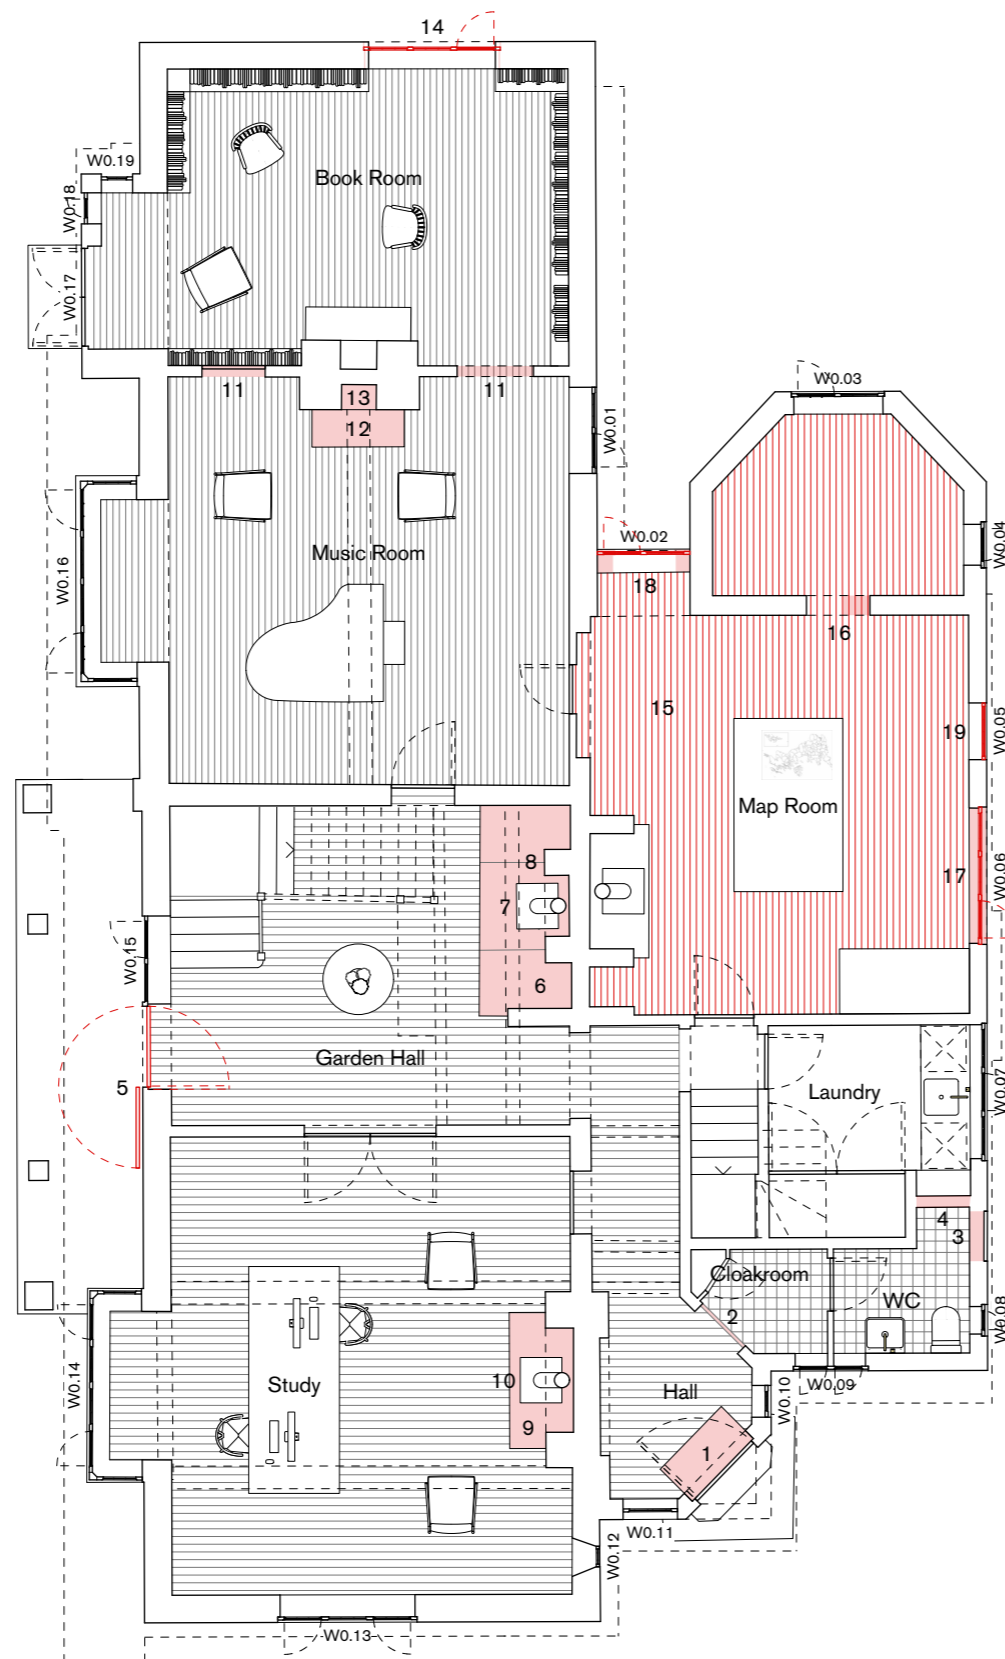 14
W0.19
Book Room
W0.18
W0.17
11
11
13
12
W0.03
W0.01
Music Room
W0.02
W0.04
W0.16
18
16
15
19
W0.05
Map Room
8
17
W0.06
7
W0.15
6
Garden Hall
5
Laundry
W0.07
4
3
Cloakroom
2
WC
W0.08
W0.14
10
Study
Hall
W0.10
W0.09
9
1
W0.11
W0.12
W0.13